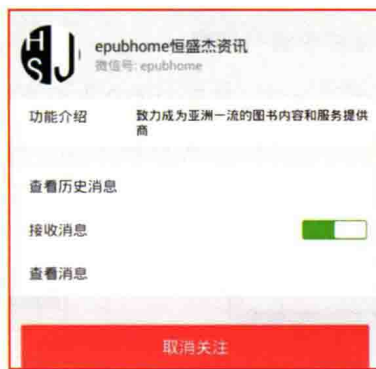 HSJ
epubhome恒盛杰资讯
微信号: epubhome
功能介绍 致力成为亚洲一流的图书内容和服务提供
商
查看历史消息
接收消息
查看消息
取消关注